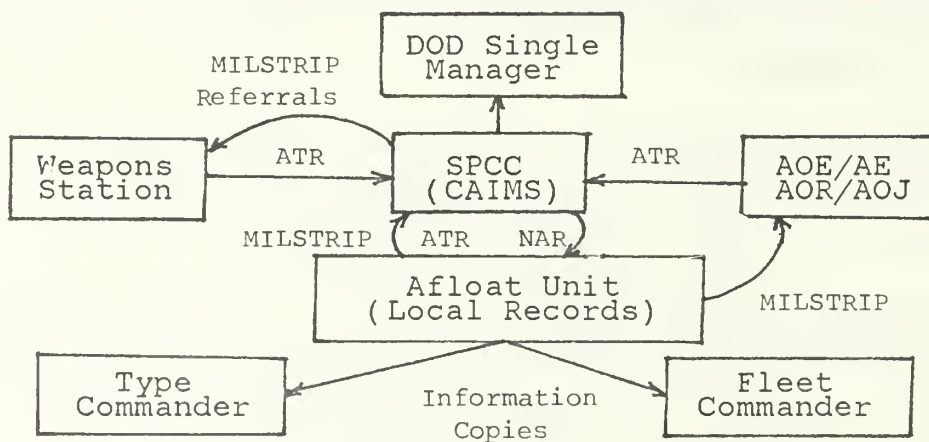 DOD Single
Manager
MILSTRIP
Referrals
Weapons
Station
ATR
SPCC
(CAIMS)
ATR
AOE/AE
AOR/AOJ
MILSTRIP
ATR
NAR
Afloat Unit
(Local Records)
MILSTRIP
Type
Commander
Information
Copies
Fleet
Commander